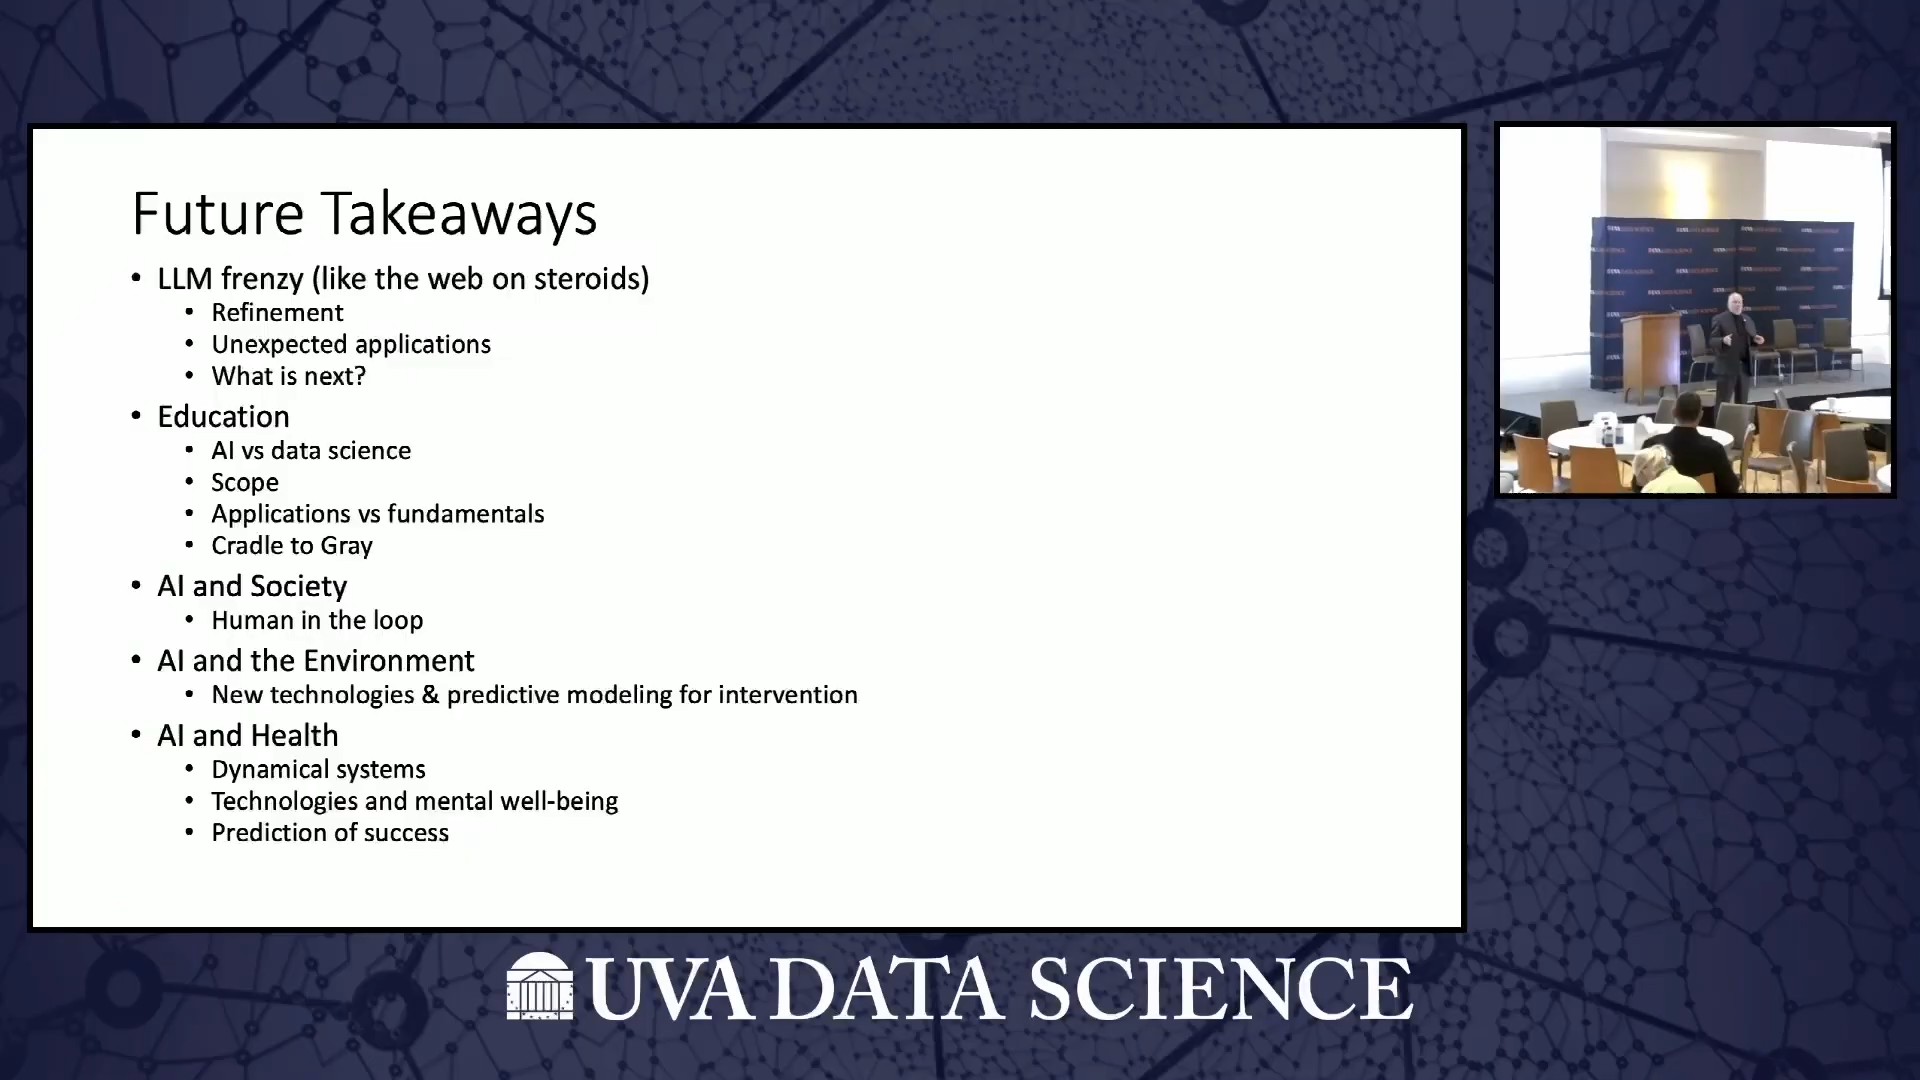 Future Takeaways
• LLM frenzy (like the web on steroids)
• Refinement
• Unexpected applications
• What is next?
• Education
• AI vs data science
• Scope
• Applications vs fundamentals
• Cradle to Gray
• AI and Society
• Human in the loop
• AI and the Environment
• New technologies & predictive modeling for intervention
• AI and Health
• Dynamical systems
• Technologies and mental well-being
• Prediction of success
UVA DATA SCIENCE